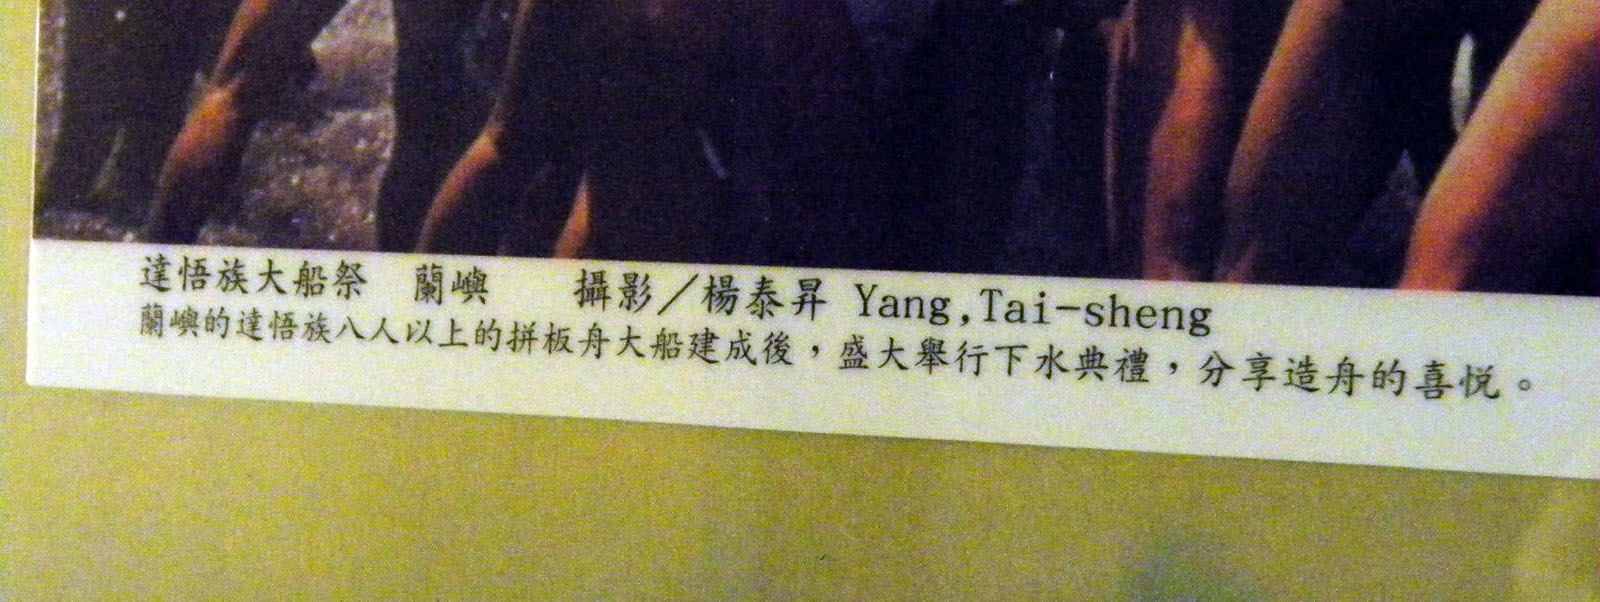 達悟族大船祭　蘭嶼　　攝影／楊泰昇 Yang,Tai-sheng
蘭嶼的達悟族八人以上的拼板舟大船建成後，盛大舉行下水典禮，分享造舟的喜悅。